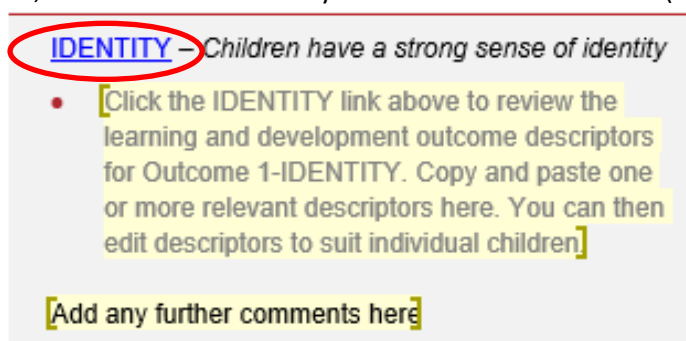 IDENTITY – Children have a strong sense of identity
• [Click the IDENTITY link above to review the
learning and development outcome descriptors
for Outcome 1-IDENTITY. Copy and paste one
or more relevant descriptors here. You can then
edit descriptors to suit individual children.]
[Add any further comments here]